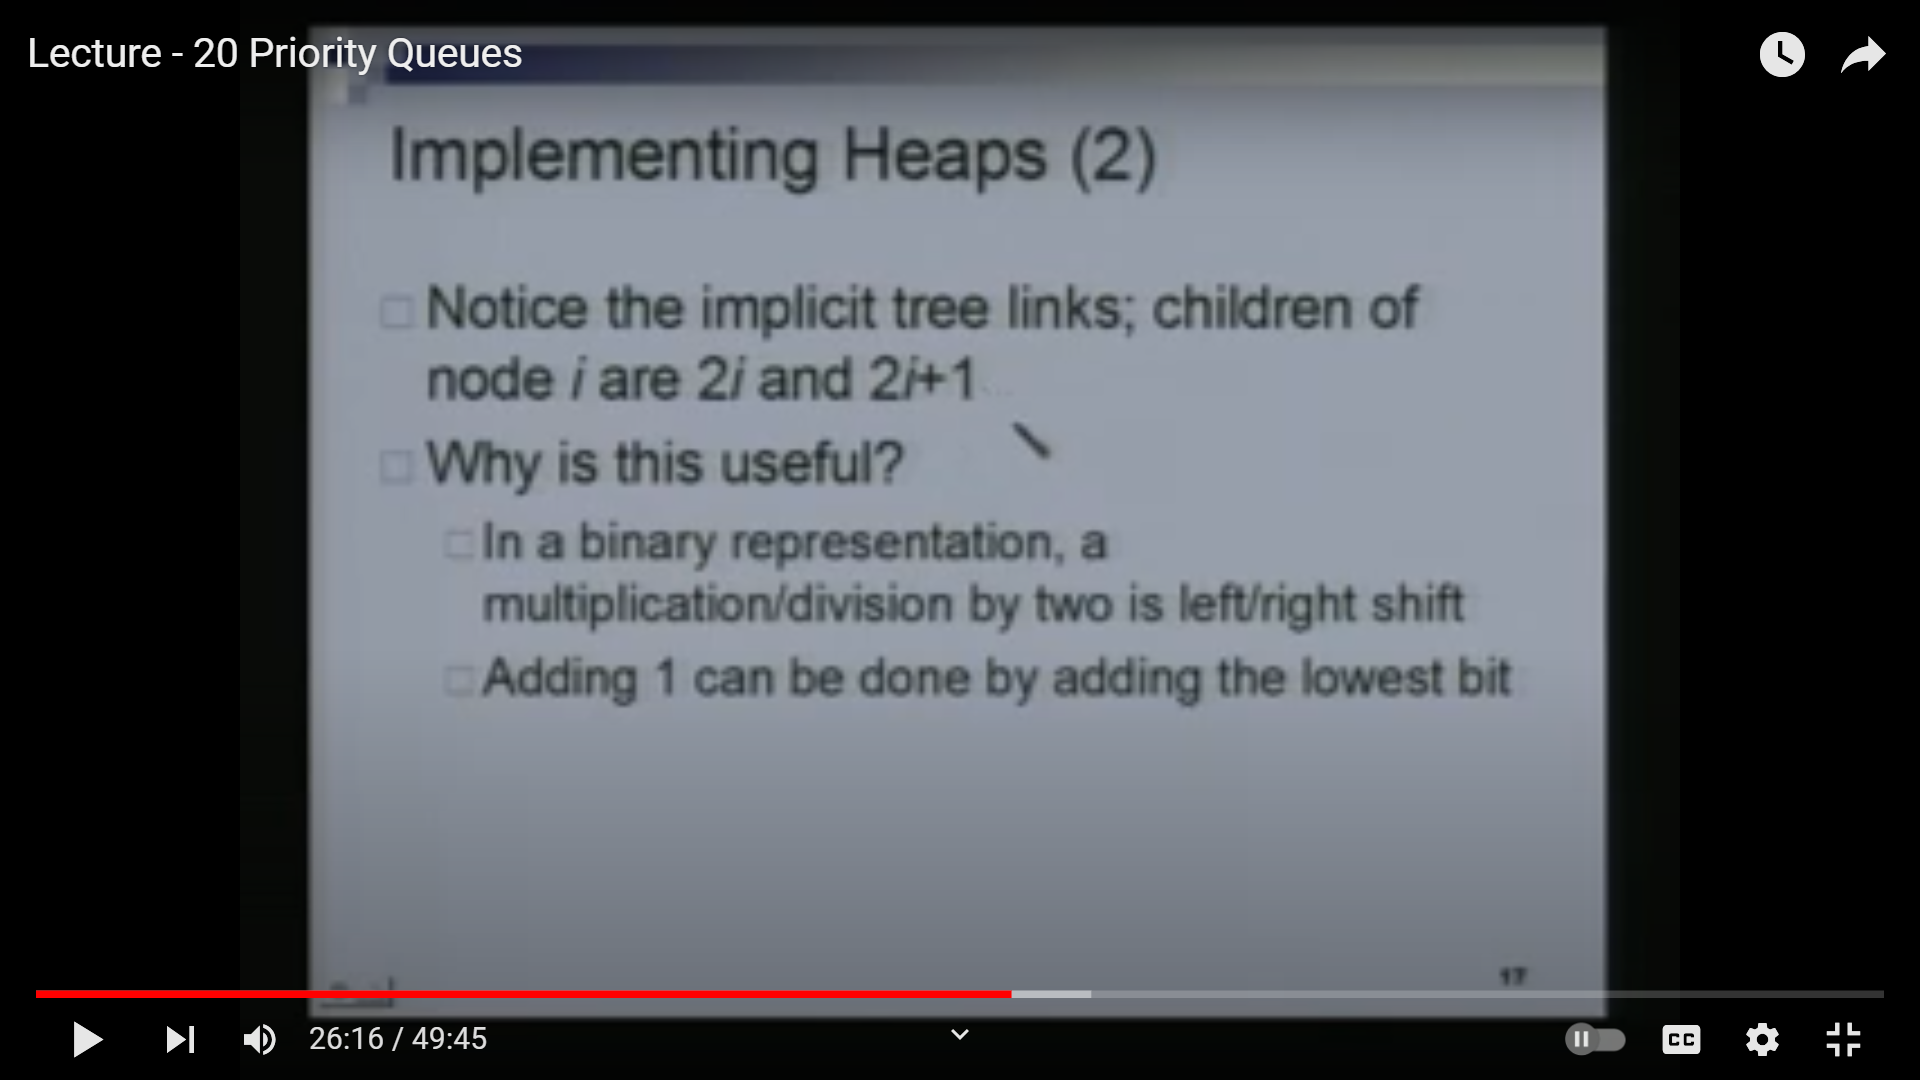 Lecture - 20 Priority Queues
Implementing Heaps (2)
Notice the implicit tree links; children of
node i are 2i and 2i+1
Why is this useful?
In a binary representation, a
multiplication/division by two is left/right shift
Adding 1 can be done by adding the lowest bit
17
26:16 / 49:45
CC